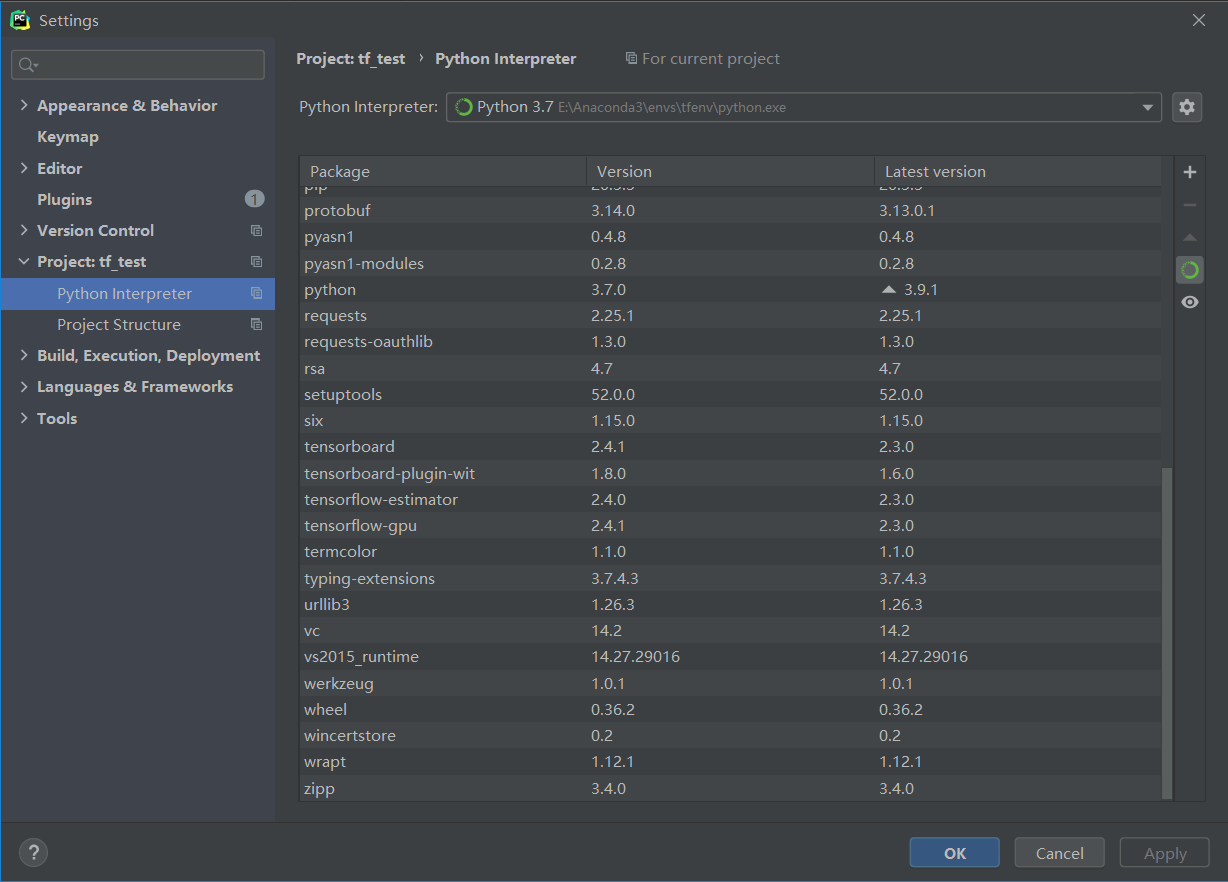 Settings
Project: tf_test › Python Interpreter For current project
Appearance & Behavior
Keymap
Editor
Plugins 1
Version Control
Project: tf_test
Python Interpreter
Project Structure
Build, Execution, Deployment
Languages & Frameworks
Tools
Python Interpreter: Python 3.7 E:\Anaconda3\envs\tfenv\python.exe
Package Version Latest version
protobuf 3.14.0 3.13.0.1
pyasn1 0.4.8 0.4.8
pyasn1-modules 0.2.8 0.2.8
python 3.7.0 3.9.1
requests 2.25.1 2.25.1
requests-oauthlib 1.3.0 1.3.0
rsa 4.7 4.7
setuptools 52.0.0 52.0.0
six 1.15.0 1.15.0
tensorboard 2.4.1 2.3.0
tensorboard-plugin-wit 1.8.0 1.6.0
tensorflow-estimator 2.4.0 2.3.0
tensorflow-gpu 2.4.1 2.3.0
termcolor 1.1.0 1.1.0
typing-extensions 3.7.4.3 3.7.4.3
urllib3 1.26.3 1.26.3
vc 14.2 14.2
vs2015_runtime 14.27.29016 14.27.29016
werkzeug 1.0.1 1.0.1
wheel 0.36.2 0.36.2
wincertstore 0.2 0.2
wrapt 1.12.1 1.12.1
zipp 3.4.0 3.4.0
? OK Cancel Apply